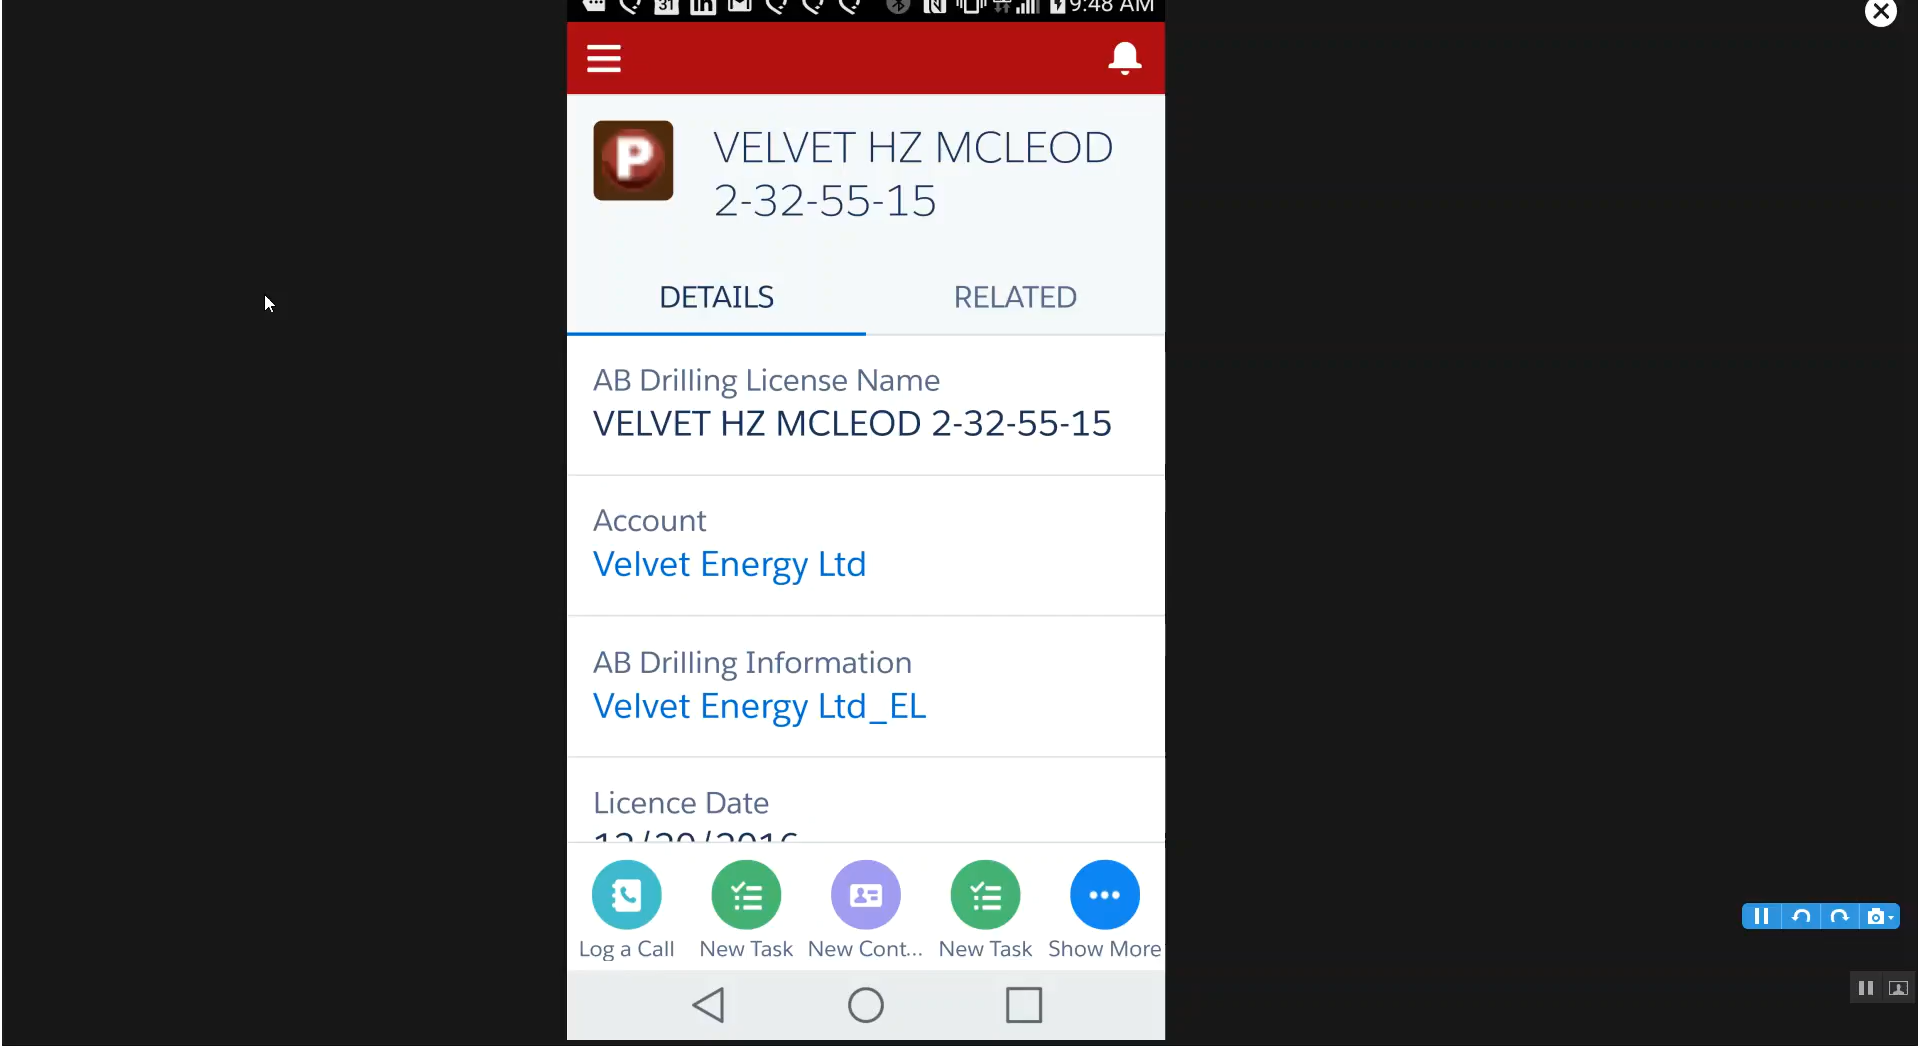 31 in 9:48 AM
P
VELVET HZ MCLEOD
2-32-55-15
DETAILS RELATED
AB Drilling License Name
VELVET HZ MCLEOD 2-32-55-15
Account
Velvet Energy Ltd
AB Drilling Information
Velvet Energy Ltd_EL
Licence Date
Log a Call New Task New Cont... New Task Show More